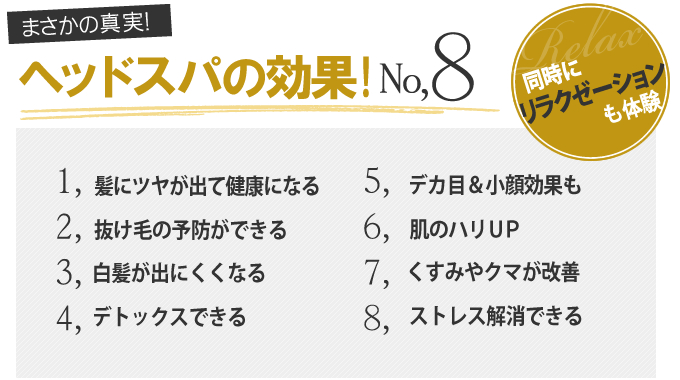 まさかの真実!
ヘッドスパの効果! No,8
Relax
同時に
リラクゼーション
も体験
1, 髪にツヤが出て健康になる
2, 抜け毛の予防ができる
3, 白髪が出にくくなる
4, デトックスできる
5, デカ目&小顔効果も
6, 肌のハリUP
7, くすみやクマが改善
8, ストレス解消できる